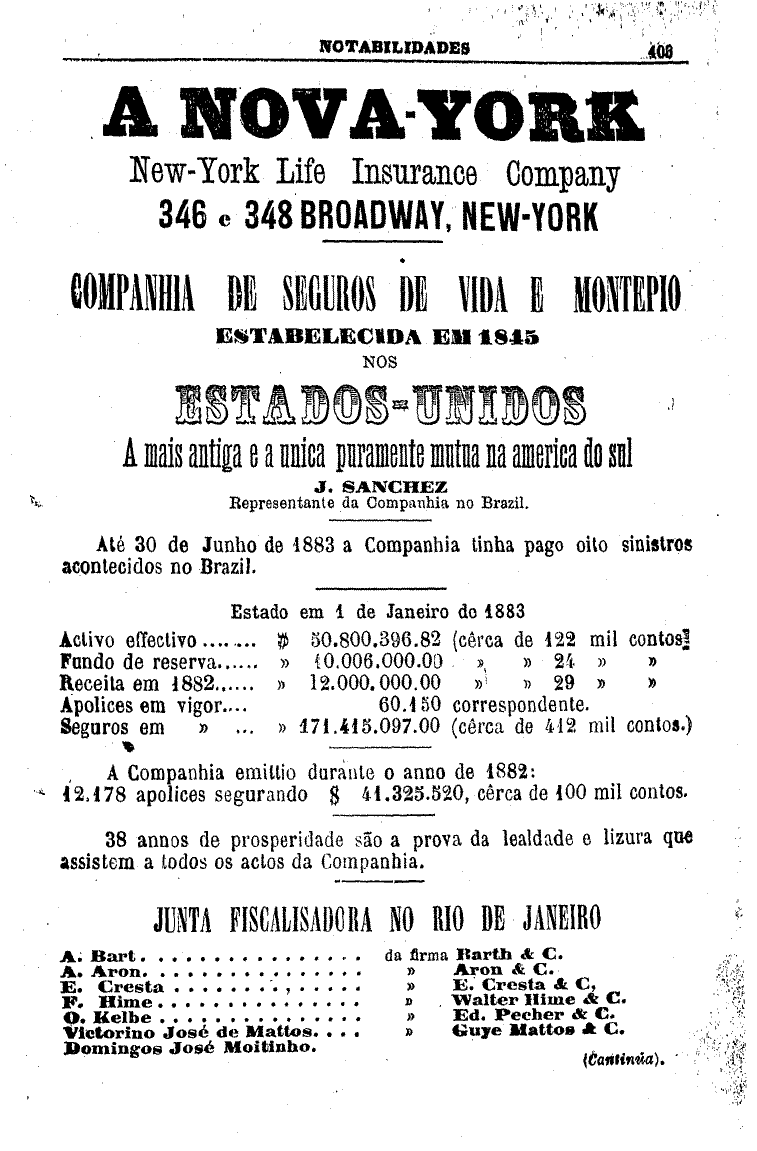 NOTABILIDADES 403
A NOVA-YORK
New-York Life Insurance Company
346 e 348 BROADWAY, NEW-YORK
COMPANHIA DE SEGUROS DE VIDA E MONTEPIO
ESTABELECIDA EM 1845
NOS
ESTADOS-UNIDOS
A mais antiga e a unica puramente mutua na america do sul
J. SANCHEZ
Representante da Companhia no Brazil.
Até 30 de Junho de 1883 a Companhia tinha pago oito sinistros
acontecidos no Brazil.
Estado em 1 de Janeiro do 1883
Activo effectivo ....... $ 50.800.396.82 (cêrca de 122 mil contos)
Fundo de reserva...... » 10.006.000.00 » » 24 » »
Receita em 1882...... » 12.000.000.00 » » 29 » »
Apolices em vigor.... 60.150 correspondente.
Seguros em » ... » 171.415.097.00 (cêrca de 412 mil contos.)
A Companhia emittio durante o anno de 1882:
12.178 apolices segurando $ 41.325.520, cêrca de 100 mil contos.
38 annos de prosperidade são a prova da lealdade e lizura que
assistem a todos os actos da Companhia.
JUNTA FISCALISADORA NO RIO DE JANEIRO
A. Bart. . . . . . . . . . . . . . . . da firma Barth & C.
A. Aron. . . . . . . . . . . . . . . . » Aron & C.
E. Cresta . . . . . . . . . , . . . . . » E. Cresta & C,
F. Hime. . . . . . . . . . . . . . . » Walter Hime & C.
O. Kelbe . . . . . . . . . . . . . . . » Ed. Pecher & C.
Victorino José de Mattos. . . . » Guye Mattos & C.
Domingos José Moitinho.
(Continúa).